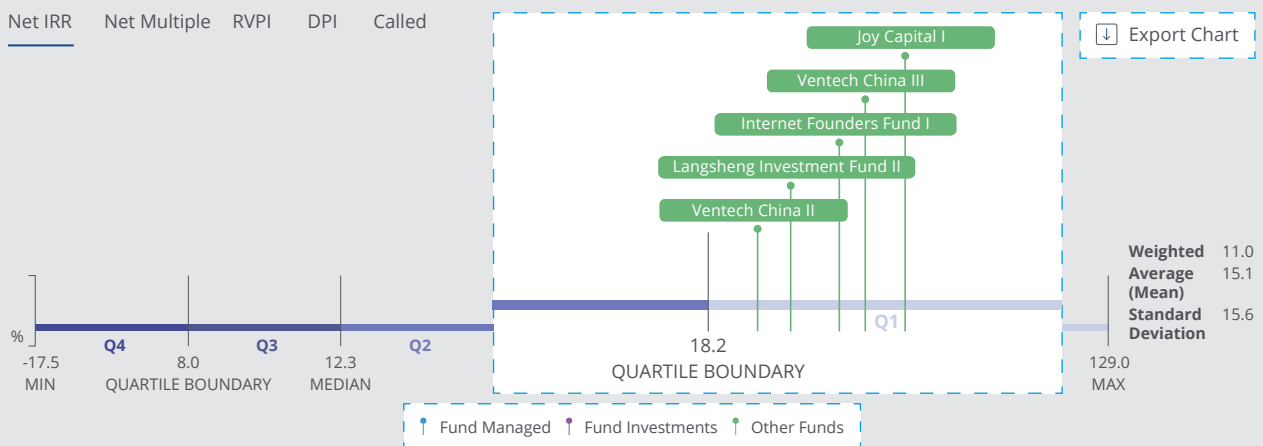 Net IRR
Net Multiple
RVPI
DPI
Called
Export Chart
Joy Capital I
Ventech China III
Internet Founders Fund I
Langsheng Investment Fund II
Ventech China II
%
Q4
Q3
Q2
Q1
-17.5
MIN
8.0
QUARTILE BOUNDARY
12.3
MEDIAN
18.2
QUARTILE BOUNDARY
129.0
MAX
Weighted 11.0
Average 15.1
(Mean)
Standard 15.6
Deviation
Fund Managed
Fund Investments
Other Funds